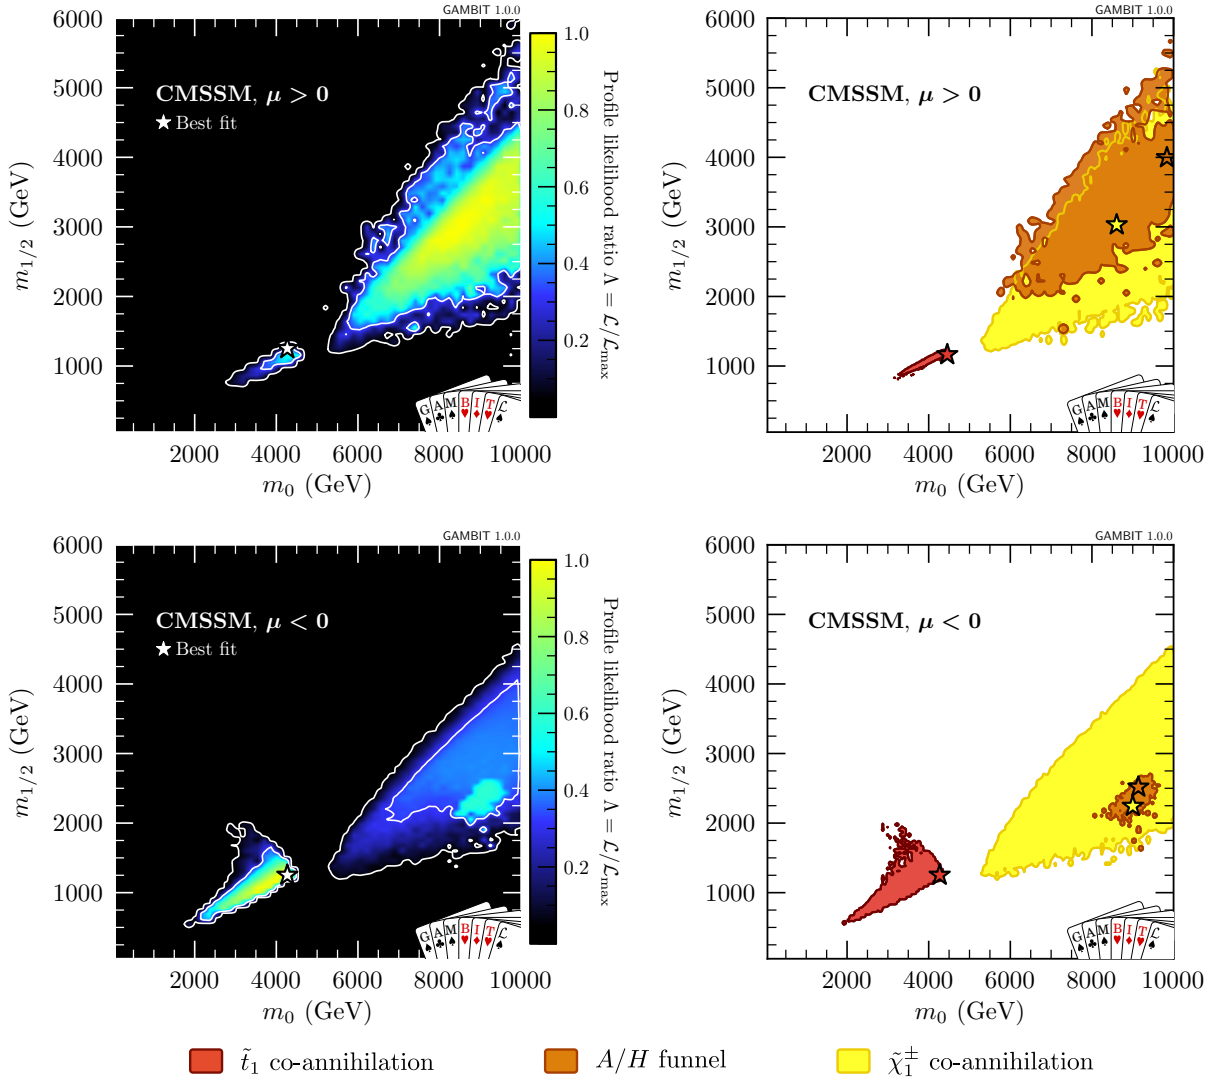 GAMBIT 1.0.0
6000
5000
4000
3000
2000
1000
m₁/₂ (GeV)
CMSSM, μ > 0
Best fit
2000 4000 6000 8000 10000
m₀ (GeV)
1.0
0.8
0.6
0.4
0.2
Profile likelihood ratio Λ = ℒ/ℒmax
G A M B I T ℒ
GAMBIT 1.0.0
6000
5000
4000
3000
2000
1000
m₁/₂ (GeV)
CMSSM, μ > 0
2000 4000 6000 8000 10000
m₀ (GeV)
G A M B I T ℒ
GAMBIT 1.0.0
6000
5000
4000
3000
2000
1000
m₁/₂ (GeV)
CMSSM, μ < 0
Best fit
2000 4000 6000 8000 10000
m₀ (GeV)
1.0
0.8
0.6
0.4
0.2
Profile likelihood ratio Λ = ℒ/ℒmax
G A M B I T ℒ
GAMBIT 1.0.0
6000
5000
4000
3000
2000
1000
m₁/₂ (GeV)
CMSSM, μ < 0
2000 4000 6000 8000 10000
m₀ (GeV)
G A M B I T ℒ
t̃₁ co-annihilation
A/H funnel
χ̃₁± co-annihilation